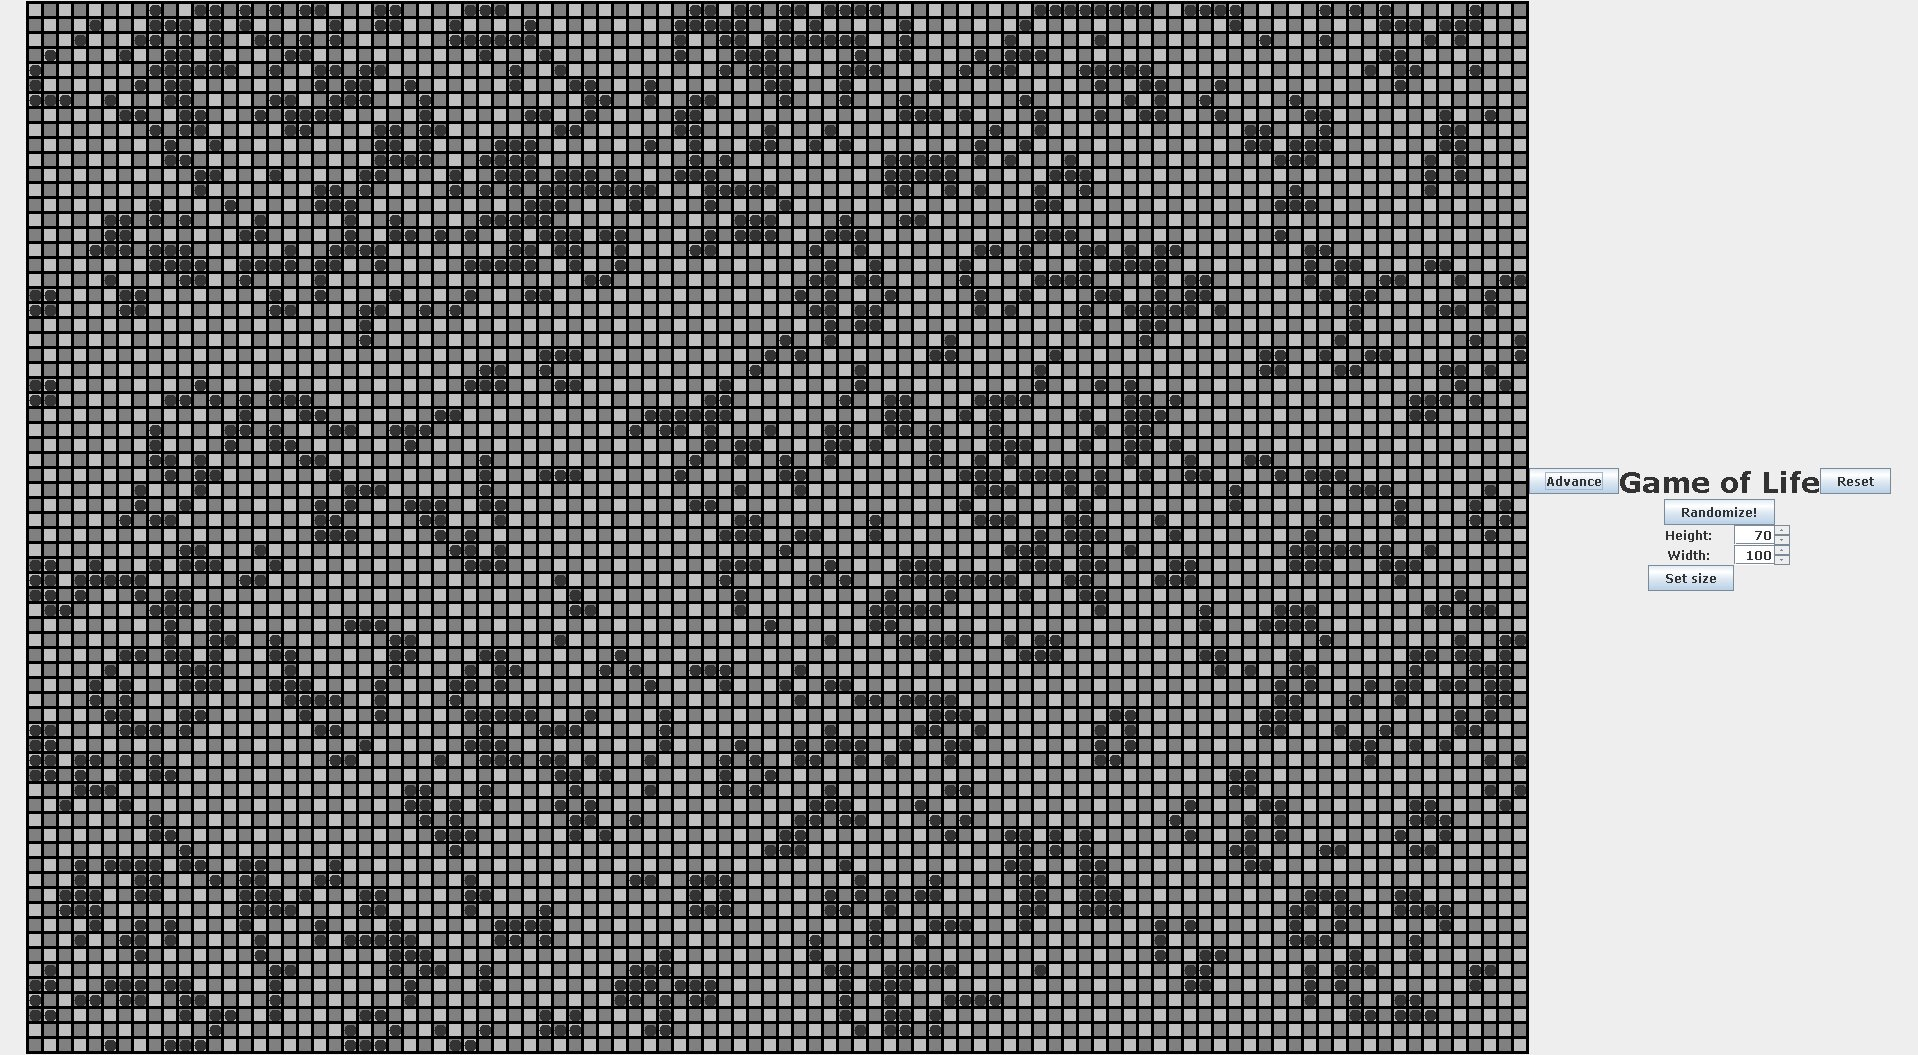 Advance Game of Life Reset
Randomize!
Height: 70
Width: 100
Set size